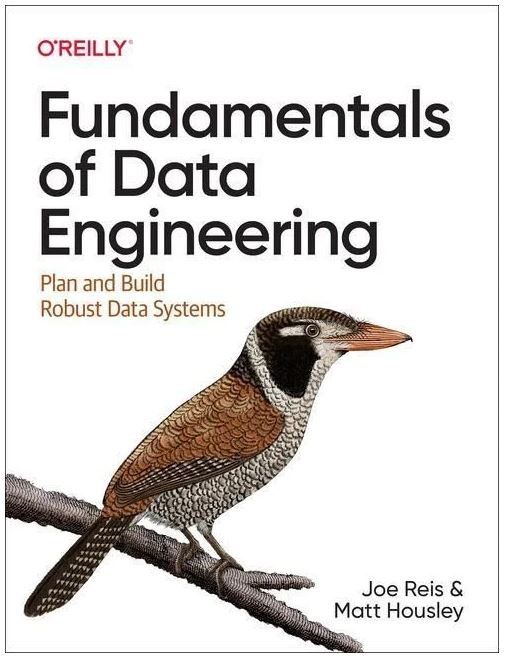 O'REILLY®
Fundamentals
of Data
Engineering
Plan and Build
Robust Data Systems
Joe Reis &
Matt Housley